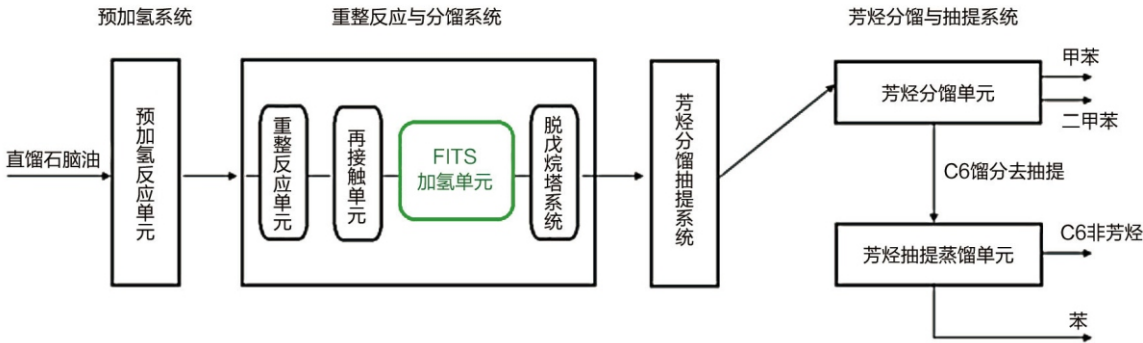 预加氢系统
重整反应与分馏系统
芳烃分馏与抽提系统
直馏石脑油
预加氢反应单元
重整反应单元
再接触单元
FITS
加氢单元
脱戊烷塔系统
芳烃分馏抽提系统
芳烃分馏单元
甲苯
二甲苯
C6馏分去抽提
芳烃抽提蒸馏单元
C6非芳烃
苯